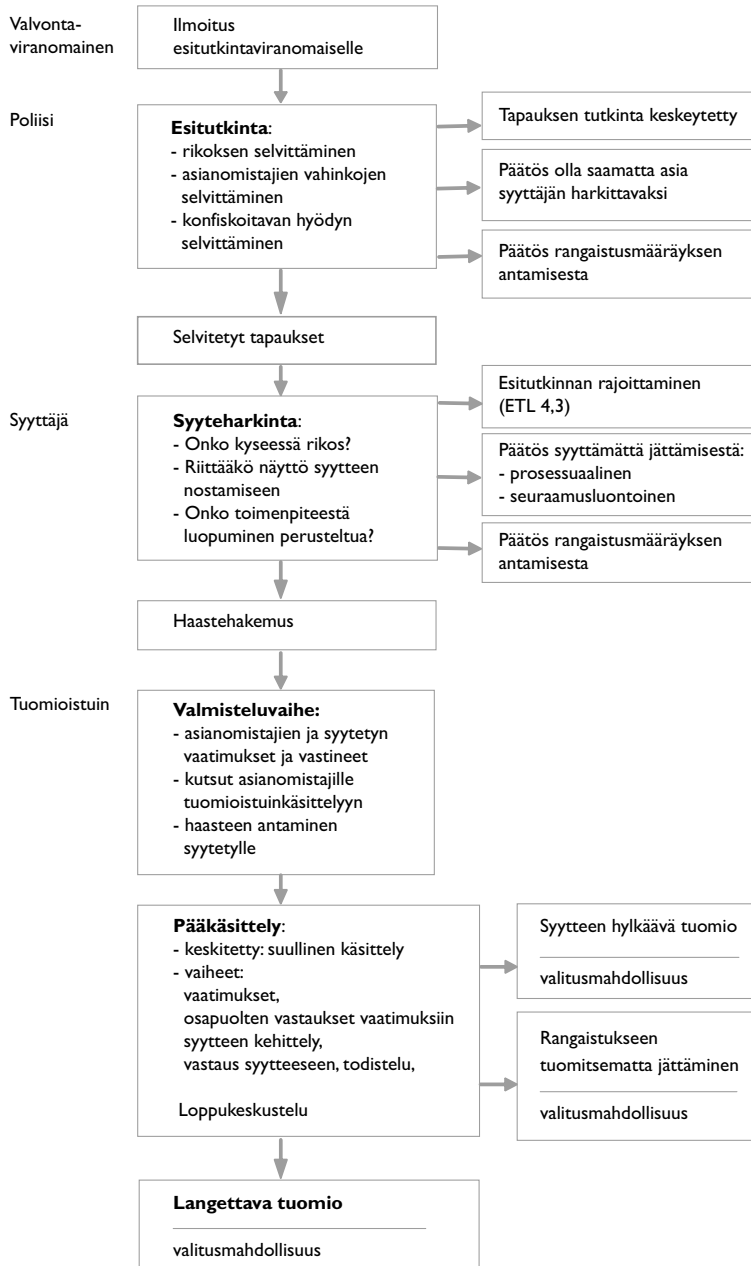 Valvonta-
viranomainen
Ilmoitus
esitutkintaviranomaiselle
Poliisi
Esitutkinta:
- rikoksen selvittäminen
- asianomistajien vahinkojen
selvittäminen
- konfiskoitavan hyödyn
selvittäminen
Tapauksen tutkinta keskeytetty
Päätös olla saamatta asia
syyttäjän harkittavaksi
Päätös rangaistusmääräyksen
antamisesta
Selvitetyt tapaukset
Syyttäjä
Syyteharkinta:
- Onko kyseessä rikos?
- Riittääkö näyttö syytteen
nostamiseen
- Onko toimenpiteestä
luopuminen perusteltua?
Esitutkinnan rajoittaminen
(ETL 4,3)
Päätös syyttämättä jättämisestä:
- prosessuaalinen
- seuraamusluontoinen
Päätös rangaistusmääräyksen
antamisesta
Haastehakemus
Tuomioistuin
Valmisteluvaihe:
- asianomistajien ja syytetyn
vaatimukset ja vastineet
- kutsut asianomistajille
tuomioistuinkäsittelyyn
- haasteen antaminen
syytetylle
Pääkäsittely:
- keskitetty: suullinen käsittely
- vaiheet:
vaatimukset,
osapuolten vastaukset vaatimuksiin
syytteen kehittely,
vastaus syytteeseen, todistelu,
Loppukeskustelu
Syytteen hylkäävä tuomio
valitusmahdollisuus
Rangaistukseen
tuomitsematta jättäminen
valitusmahdollisuus
Langettava tuomio
valitusmahdollisuus